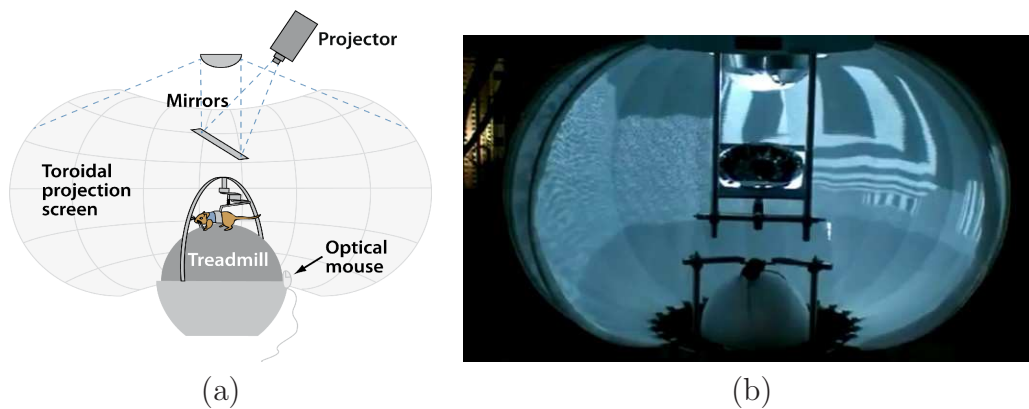 Projector
Mirrors
Toroidal
projection
screen
Optical
mouse
Treadmill
(a)
(b)